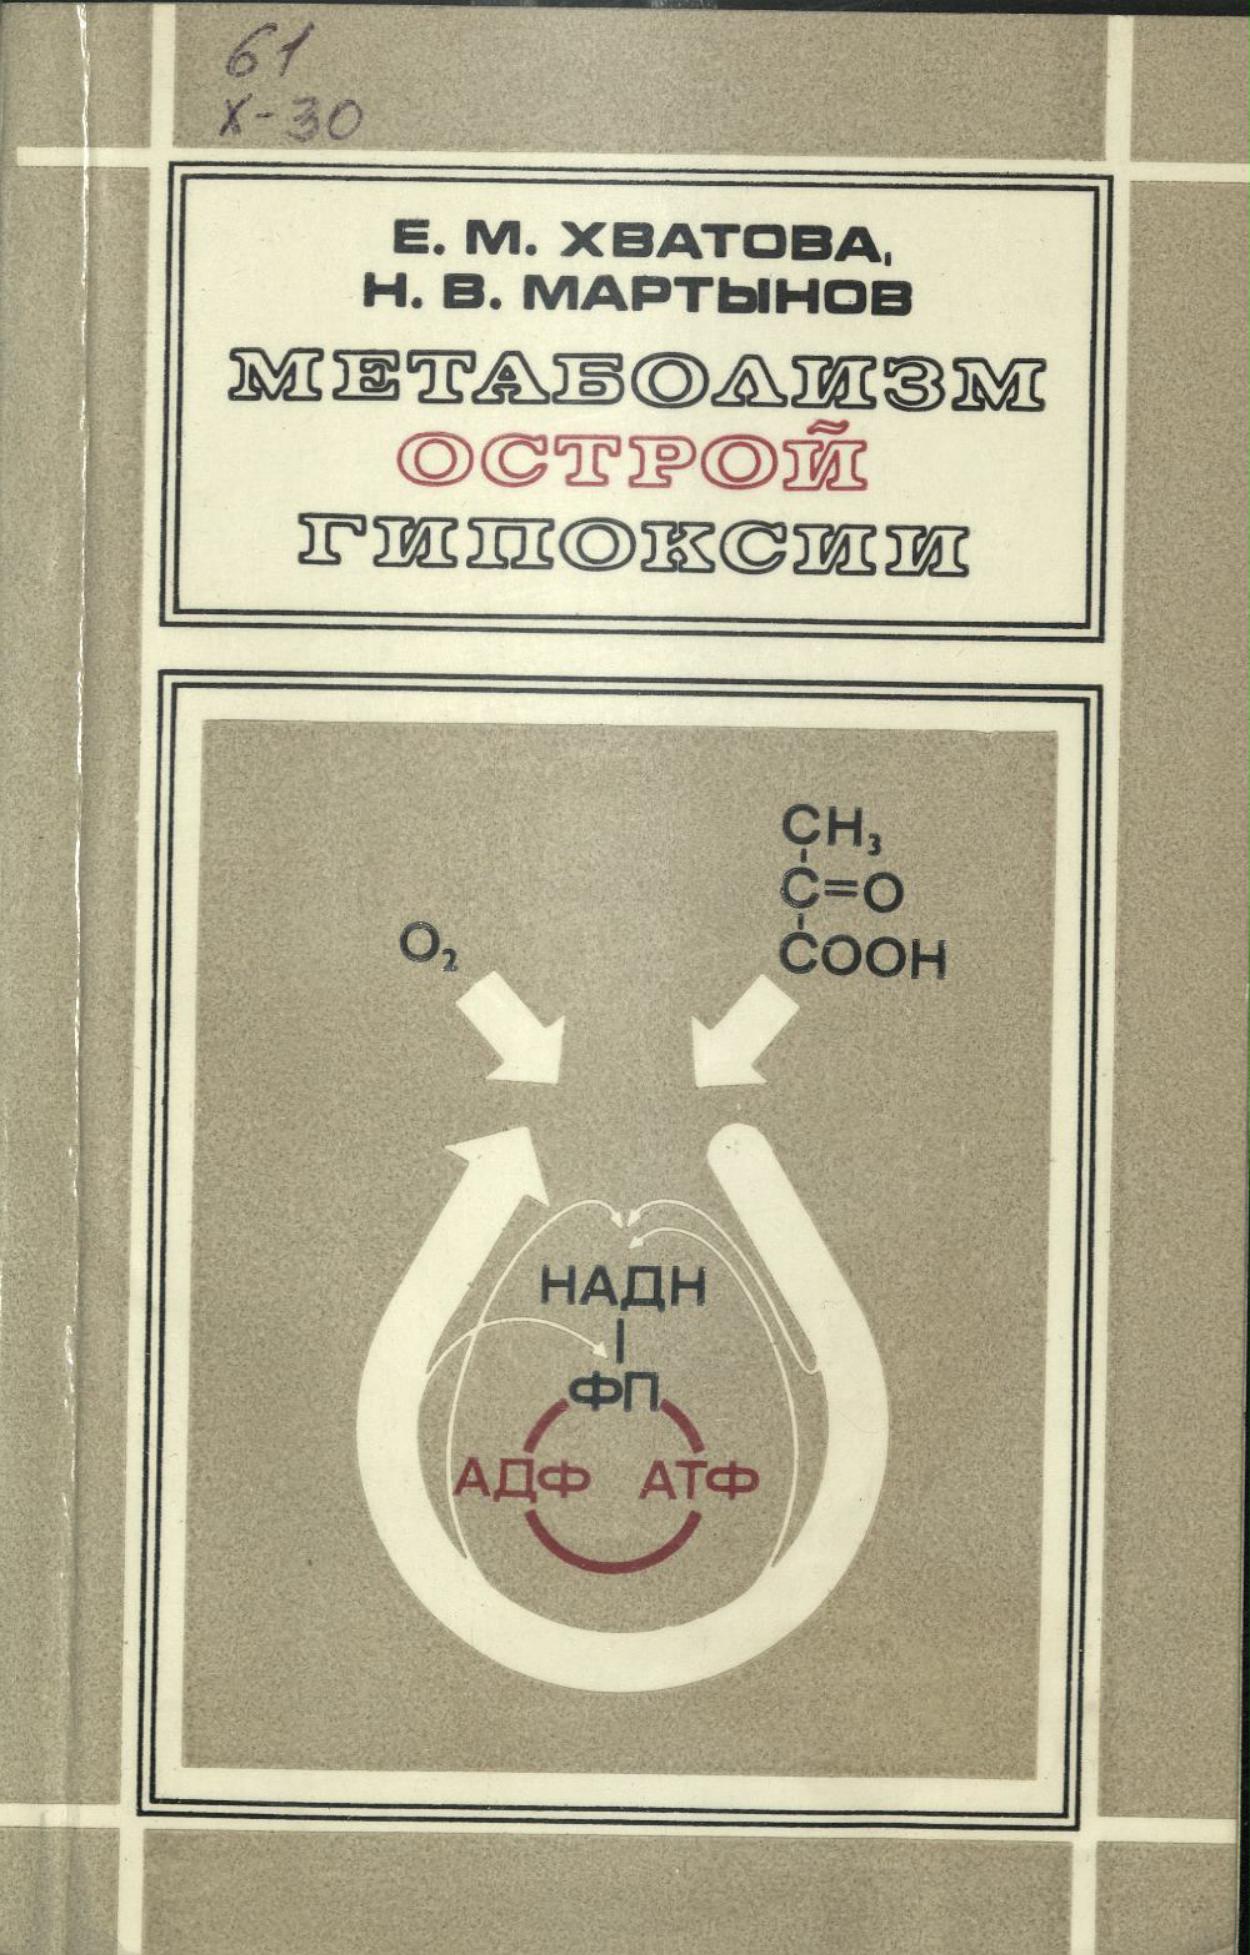 61
Х-30
Е. М. ХВАТОВА,
Н. В. МАРТЫНОВ
МЕТАБОЛИЗМ
ОСТРОЙ
ГИПОКСИИ
CH₃
C=O
O₂
COOH
НАДН
ФП
АДФ АТФ